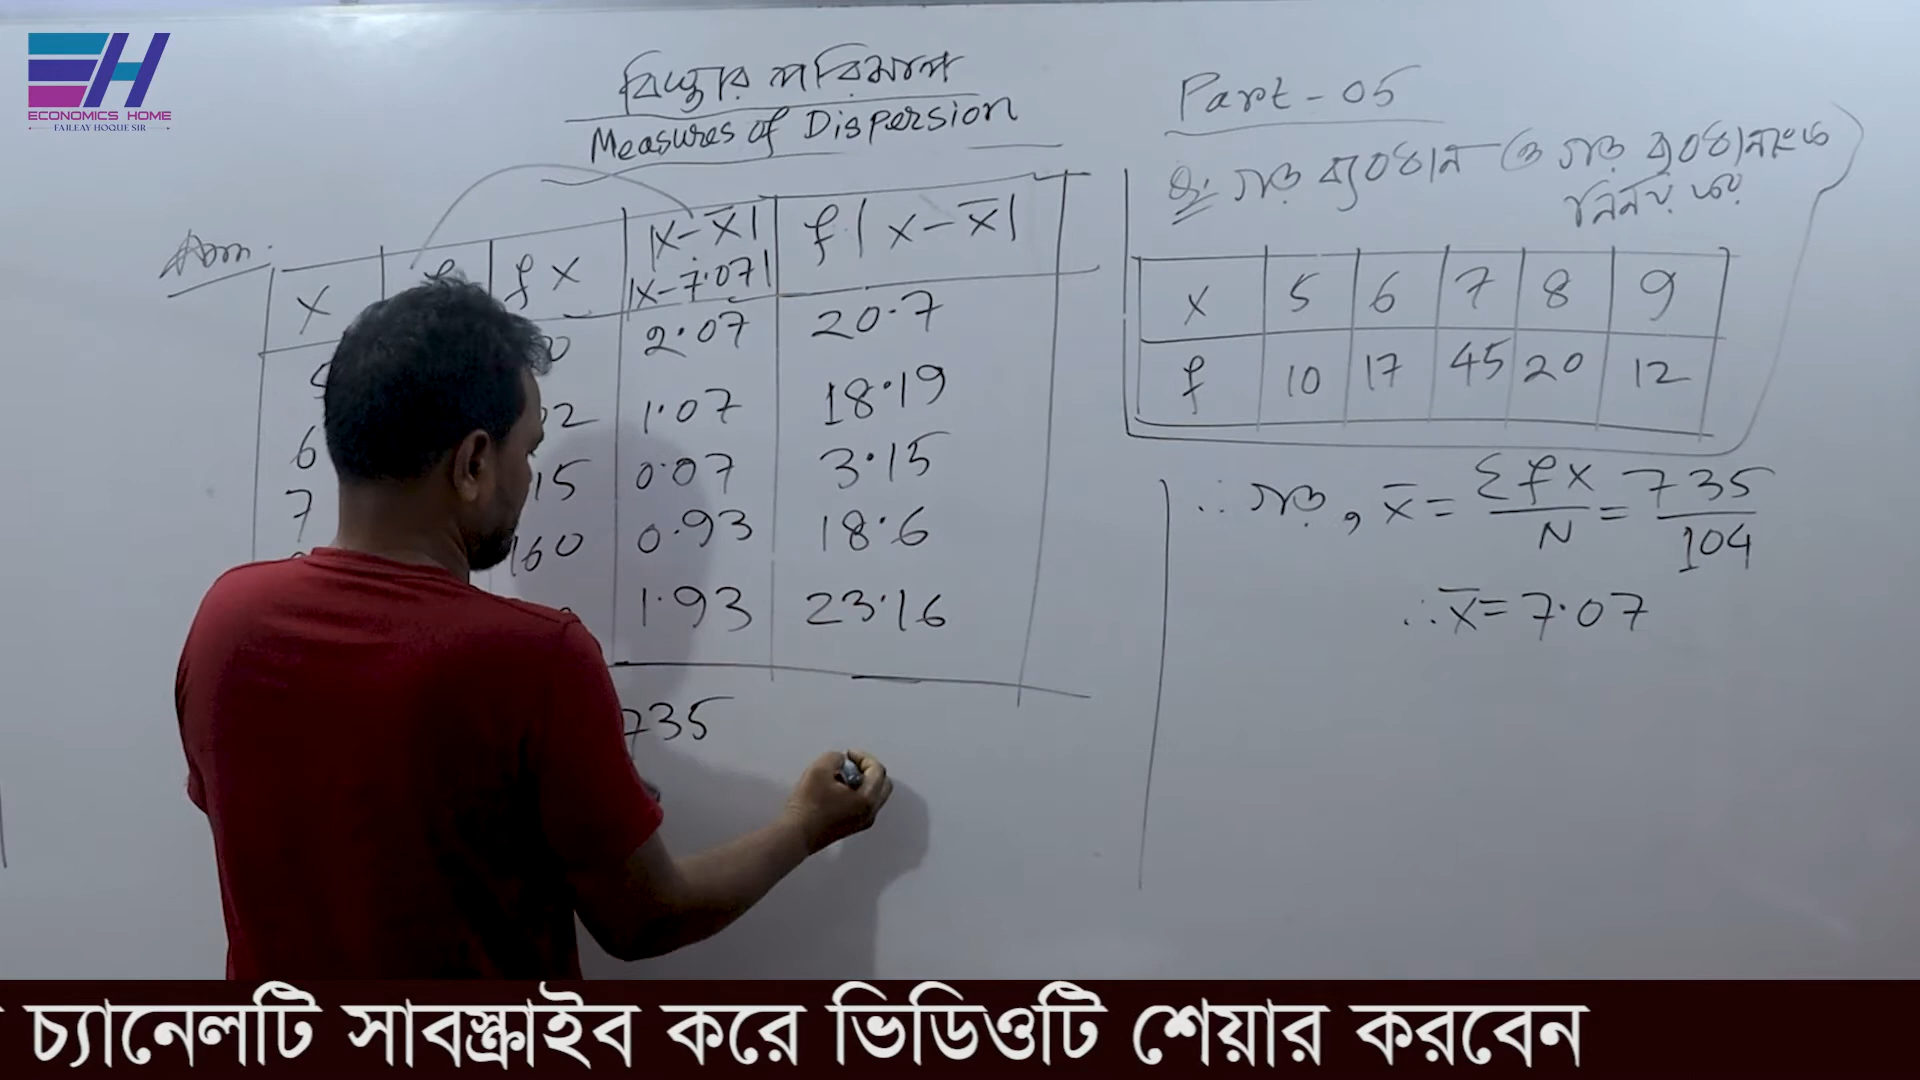 ECONOMICS HOME
FAILEAY HOQUE SIR
বিস্তার পরিমাপ
Measures of Dispersion
Part-05
গড় ব্যবধান ও গড় ব্যবধানাংক
নির্ণয় কর
x 5 6 7 8 9
f 10 17 45 20 12
x f fx |x-x̄| f|x-x̄|
|x-7.07|
2.07 20.7
6 1.07 18.19
7 0.07 3.15
160 0.93 18.6
1.93 23.16
735
∴ গড়, x̄ = Σfx/N = 735/104
∴ x̄ = 7.07
চ্যানেলটি সাবস্ক্রাইব করে ভিডিওটি শেয়ার করবেন